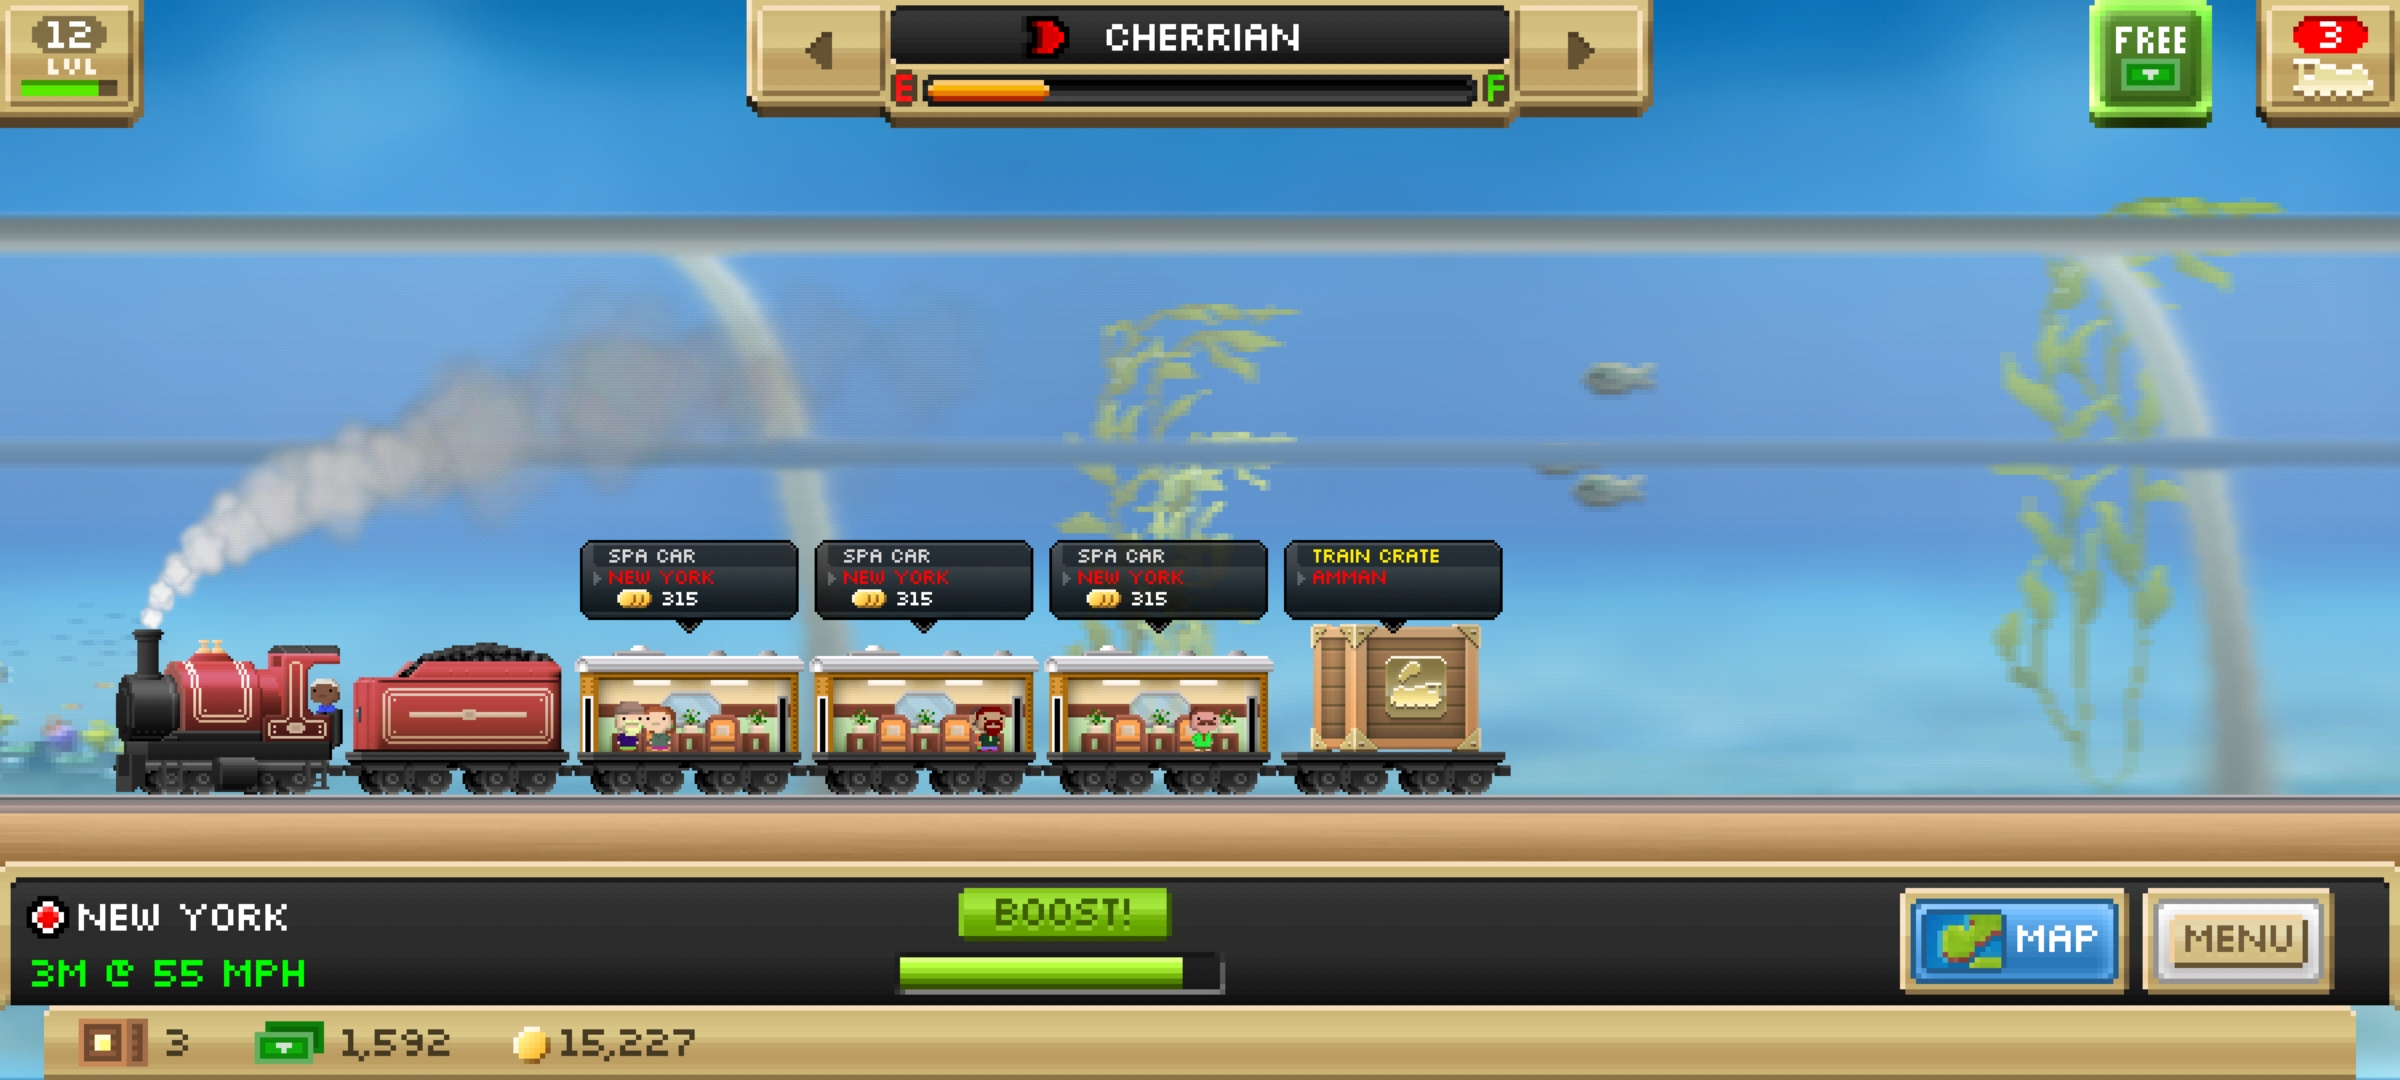 12
LVL
CHERRIAN
E F
FREE
3
SPA CAR
NEW YORK
315
SPA CAR
NEW YORK
315
SPA CAR
NEW YORK
315
TRAIN CRATE
AMMAN
NEW YORK
3M @ 55 MPH
BOOST!
MAP
MENU
3
1,592
15,227